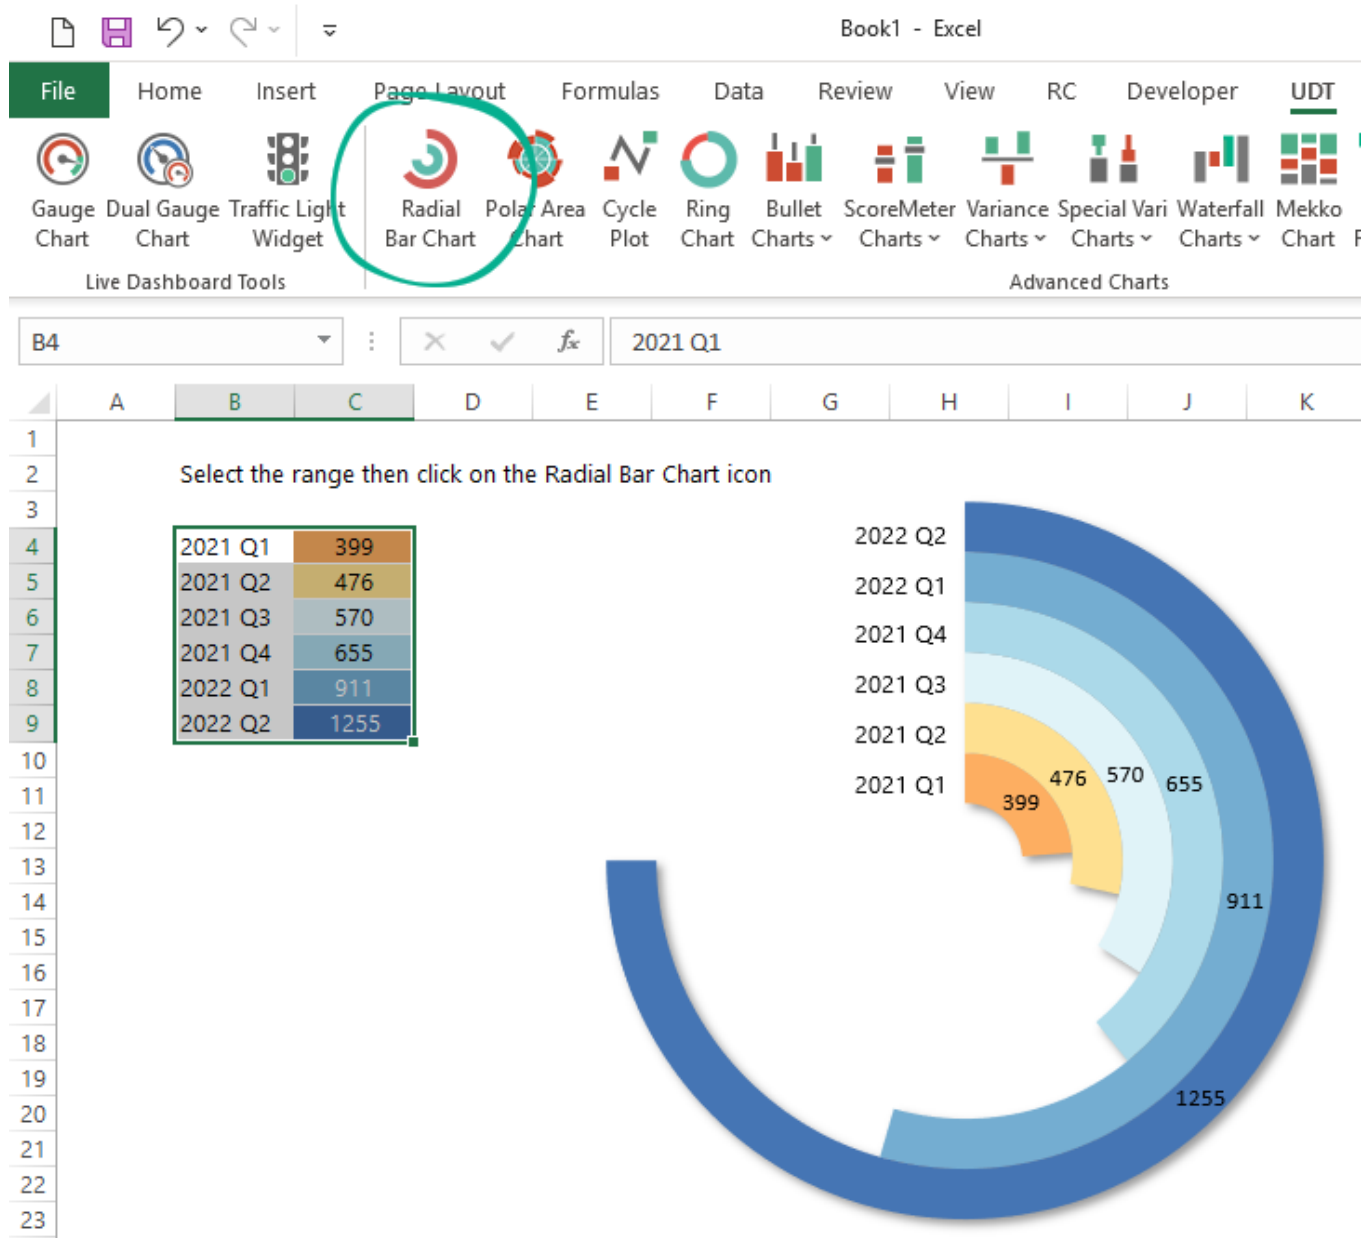 Book1 - Excel
File Home Insert Page Layout Formulas Data Review View RC Developer UDT
Gauge Chart
Dual Gauge Chart
Traffic Light Widget
Radial Bar Chart
Polar Area Chart
Cycle Plot
Ring Chart
Bullet Charts
ScoreMeter Charts
Variance Charts
Special Vari Charts
Waterfall Charts
Mekko Chart
Live Dashboard Tools
Advanced Charts
B4 fx 2021 Q1
A B C D E F G H I J K
1
2 Select the range then click on the Radial Bar Chart icon
3
4 2021 Q1 399
5 2021 Q2 476
6 2021 Q3 570
7 2021 Q4 655
8 2022 Q1 911
9 2022 Q2 1255
10
11
12
13
14
15
16
17
18
19
20
21
22
23
2022 Q2
2022 Q1
2021 Q4
2021 Q3
2021 Q2
2021 Q1
399
476
570
655
911
1255